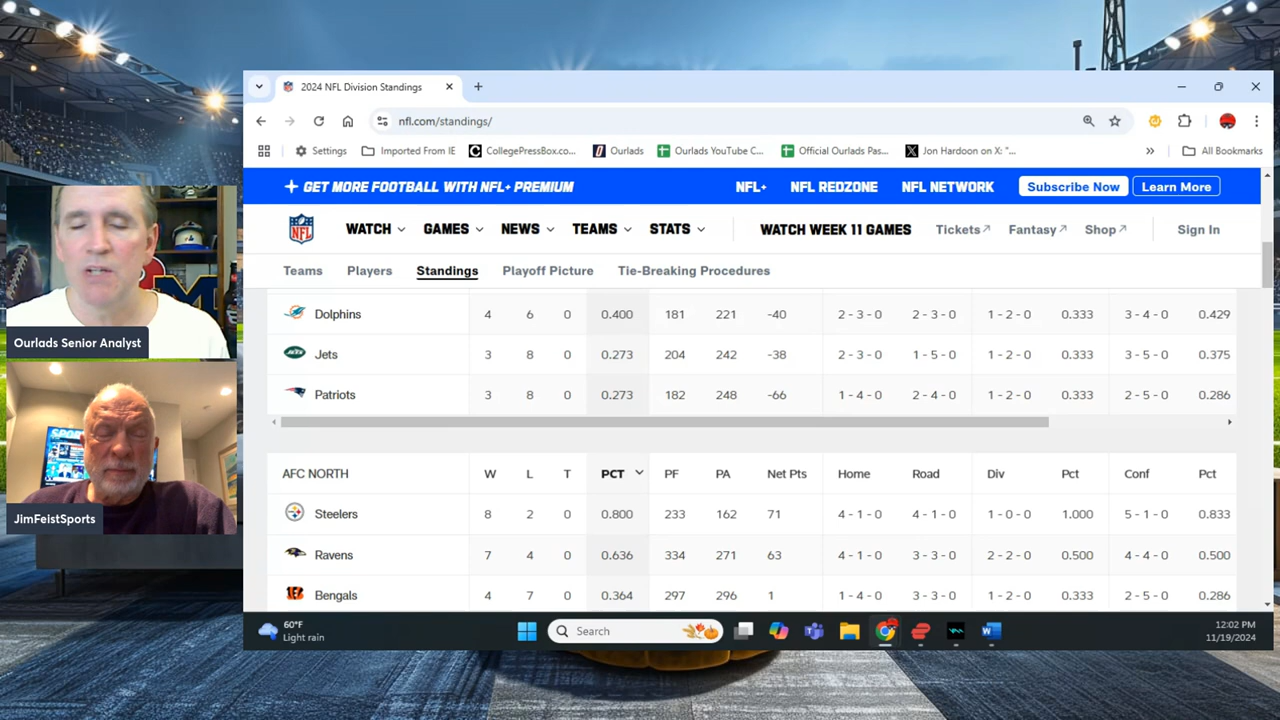 2024 NFL Division Standings
nfl.com/standings/
Settings Imported From IE CollegePressBox.co... Ourlads Ourlads YouTube C... Official Ourlads Pas... Jon Hardoon on X: "... » All Bookmarks
GET MORE FOOTBALL WITH NFL+ PREMIUM NFL+ NFL REDZONE NFL NETWORK Subscribe Now Learn More
NFL WATCH GAMES NEWS TEAMS STATS WATCH WEEK 11 GAMES Tickets Fantasy Shop Sign In
Teams Players Standings Playoff Picture Tie-Breaking Procedures
Dolphins 4 6 0 0.400 181 221 -40 2 - 3 - 0 2 - 3 - 0 1 - 2 - 0 0.333 3 - 4 - 0 0.429
Jets 3 8 0 0.273 204 242 -38 2 - 3 - 0 1 - 5 - 0 1 - 2 - 0 0.333 3 - 5 - 0 0.375
Patriots 3 8 0 0.273 182 248 -66 1 - 4 - 0 2 - 4 - 0 1 - 2 - 0 0.333 2 - 5 - 0 0.286
AFC NORTH W L T PCT PF PA Net Pts Home Road Div Pct Conf Pct
Steelers 8 2 0 0.800 233 162 71 4 - 1 - 0 4 - 1 - 0 1 - 0 - 0 1.000 5 - 1 - 0 0.833
Ravens 7 4 0 0.636 334 271 63 4 - 1 - 0 3 - 3 - 0 2 - 2 - 0 0.500 4 - 4 - 0 0.500
Bengals 4 7 0 0.364 297 296 1 1 - 4 - 0 3 - 3 - 0 1 - 2 - 0 0.333 2 - 5 - 0 0.286
60°F
Light rain
Search
12:02 PM
11/19/2024
Ourlads Senior Analyst
JimFeistSports